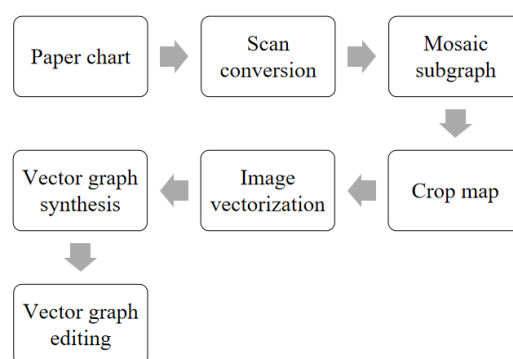 Paper chart
Scan
conversion
Mosaic
subgraph
Crop map
Image
vectorization
Vector graph
synthesis
Vector graph
editing